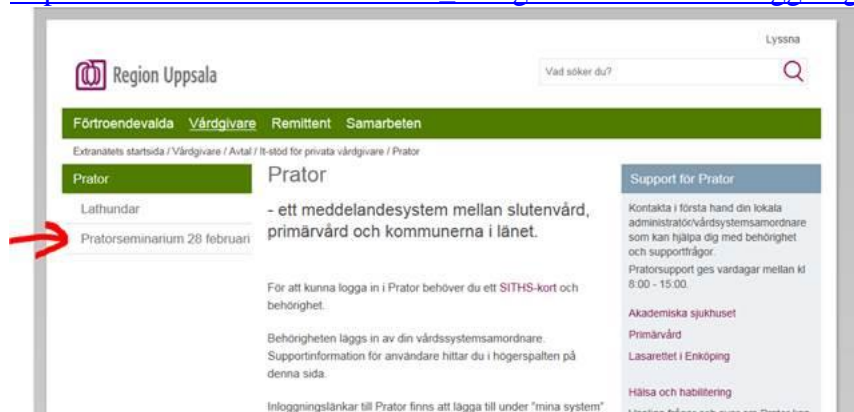 Lyssna
Region Uppsala
Vad söker du?
Förtroendevalda Vårdgivare Remittent Samarbeten
Extranätets startsida / Vårdgivare / Avtal / It-stöd för privata vårdgivare / Prator
Prator
Lathundar
Pratorseminarium 28 februari
Prator
- ett meddelandesystem mellan slutenvård,
primärvård och kommunerna i länet.
För att kunna logga in i Prator behöver du ett SITHS-kort och
behörighet.
Behörigheten läggs in av din vårdssystemsamordnare.
Supportinformation för användare hittar du i högerspalten på
denna sida.
Inloggningslänkar till Prator finns att lägga till under "mina system"
Support för Prator
Kontakta i första hand din lokala
administratör/vårdsystemsamordnare
som kan hjälpa dig med behörighet
och supportfrågor.
Pratorsupport ges vardagar mellan kl
8:00 - 15:00.
Akademiska sjukhuset
Primärvård
Lasarettet i Enköping
Hälsa och habilitering